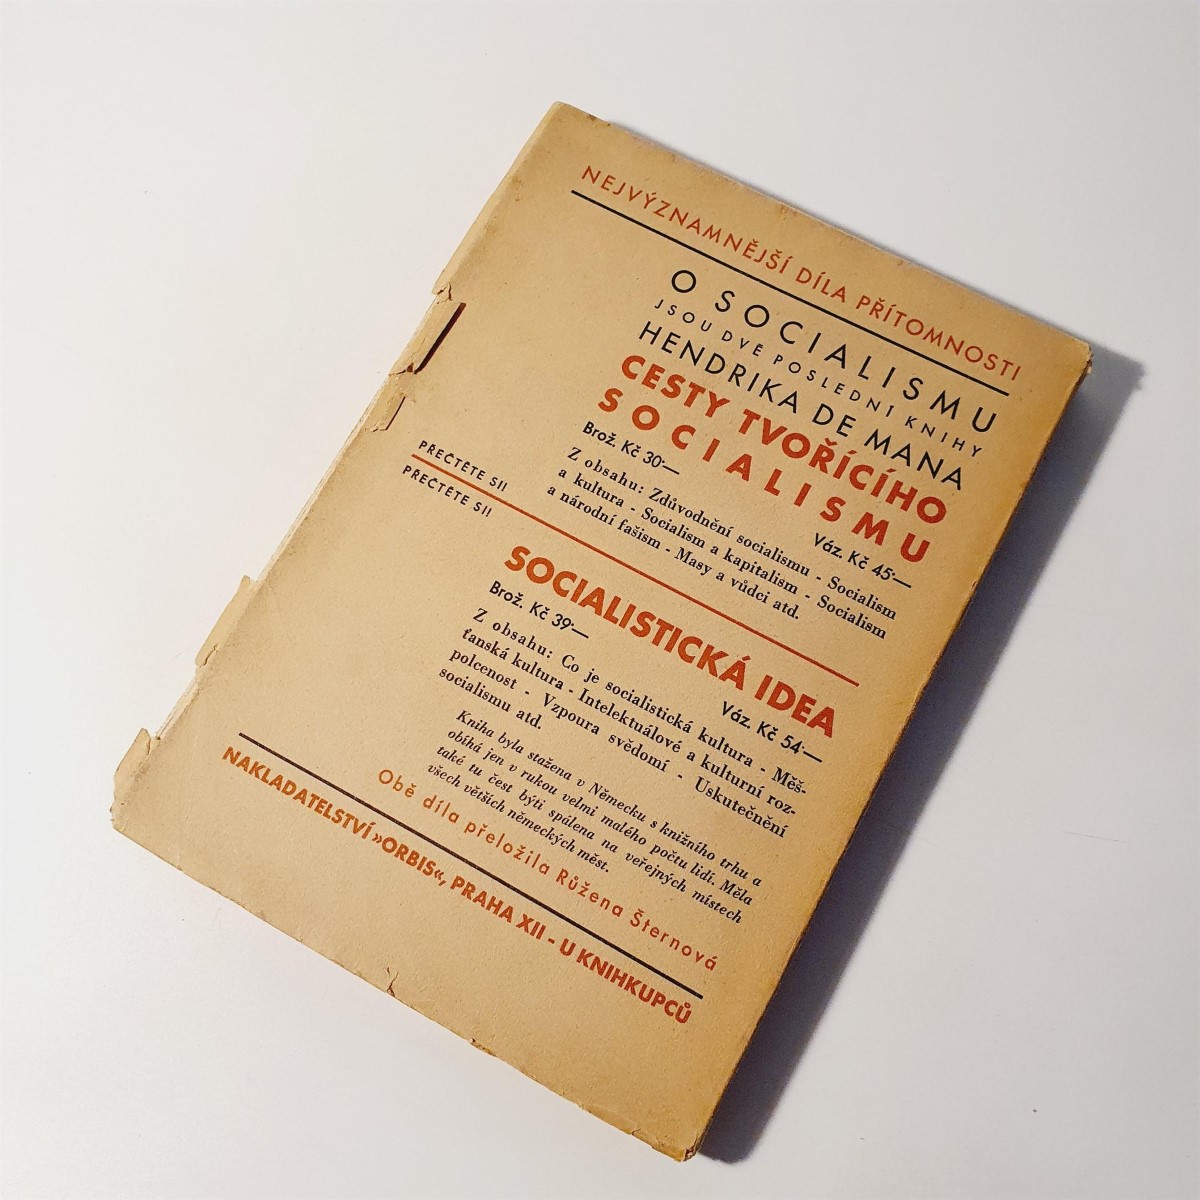 NEJVÝZNAMNĚJŠÍ DÍLA PŘÍTOMNOSTI
O SOCIALISMU
JSOU DVĚ POSLEDNÍ KNIHY
HENDRIKA DE MANA
CESTY TVOŘÍCÍHO
SOCIALISMU
Brož. Kč 30·— Váz. Kč 45·—
Z obsahu: Zdůvodnění socialismu - Socialism
a kultura - Socialism a kapitalism - Socialism
a národní fašism - Masy a vůdci atd.
PŘEČTĚTE SI!
PŘEČTĚTE SI!
SOCIALISTICKÁ IDEA
Brož. Kč 39·— Váz. Kč 54·—
Z obsahu: Co je socialistická kultura - Měš-
ťanská kultura - Intelektuálové a kulturní roz-
polcenost - Vzpoura svědomí - Uskutečnění
socialismu atd.
Kniha byla stažena v Německu s knižního trhu a
obíhá jen v rukou velmi malého počtu lidí. Měla
také tu čest býti spálena na veřejných místech
všech větších německých měst.
Obě díla přeložila Růžena Šternová
NAKLADATELSTVÍ »ORBIS«, PRAHA XII - U KNIHKUPCŮ